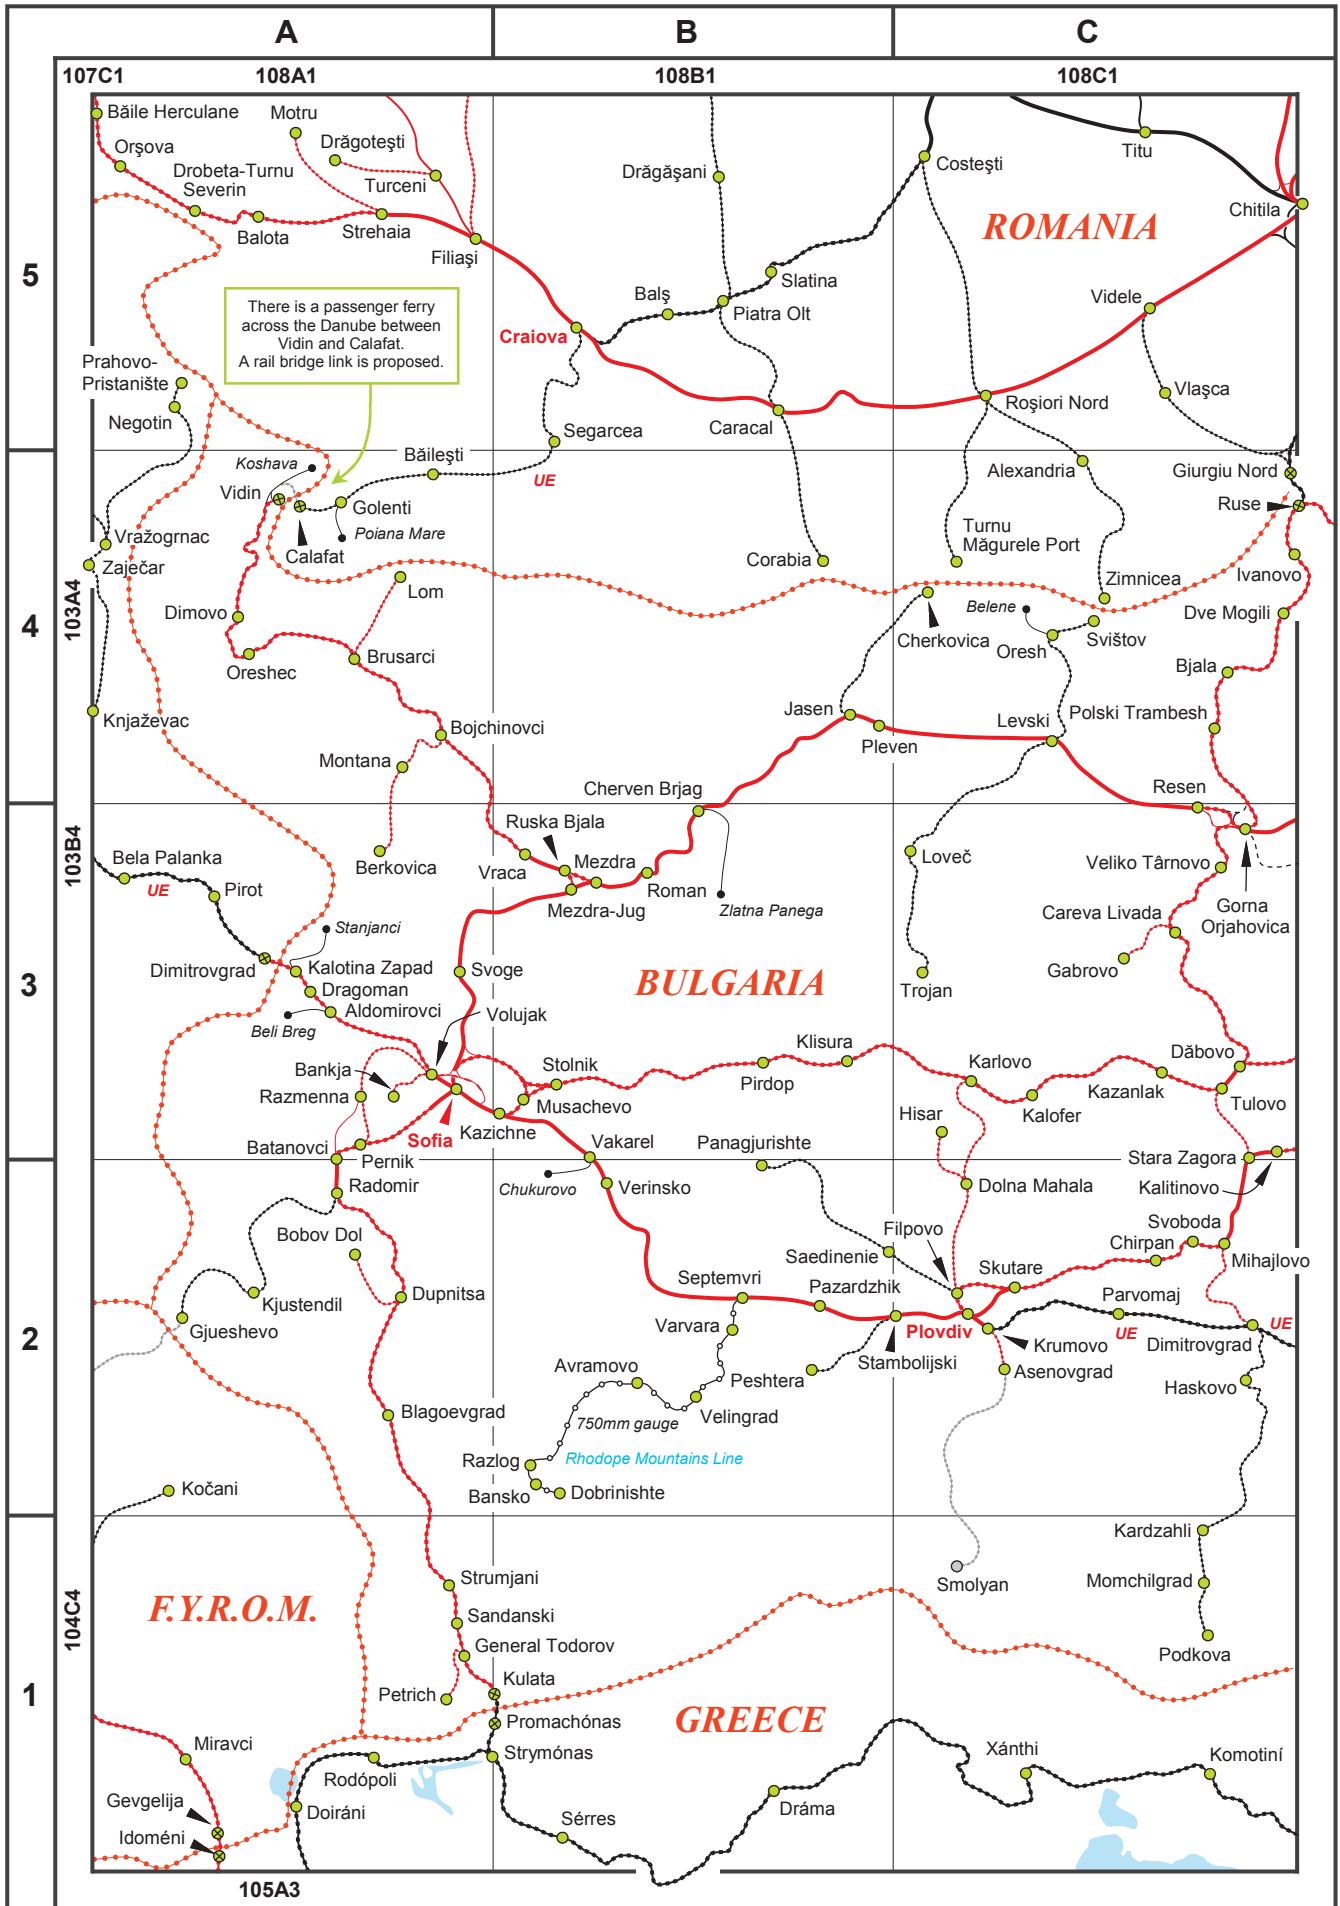 A
B
C
107C1
108A1
108B1
108C1
Băile Herculane
Motru
Orşova
Drăgoteşti
Drobeta-Turnu
Severin
Turceni
Balota
Strehaia
Filiaşi
Drăgăşani
Costeşti
Titu
Chitila
ROMANIA
5
There is a passenger ferry
across the Danube between
Vidin and Calafat.
A rail bridge link is proposed.
Slatina
Balş
Piatra Olt
Videle
Craiova
Prahovo-
Pristanište
Negotin
Vlaşca
Roşiori Nord
Caracal
Segarcea
Koshava
Băileşti
UE
Alexandria
Giurgiu Nord
Vidin
Golenti
Ruse
Poiana Mare
Calafat
Vražogrnac
Zaječar
Turnu
Măgurele Port
Corabia
Ivanovo
Lom
Zimnicea
103A4
4
Dimovo
Belene
Dve Mogili
Cherkovica
Svištov
Oresh
Oreshec
Brusarci
Bjala
Knjaževac
Bojchinovci
Jasen
Pleven
Levski
Polski Trambesh
Montana
Cherven Brjag
Resen
Ruska Bjala
103B4
Bela Palanka
UE
Pirot
Berkovica
Vraca
Mezdra
Roman
Mezdra-Jug
Zlatna Panega
Loveč
Veliko Târnovo
Careva Livada
Gorna
Orjahovica
Stanjanci
Dimitrovgrad
Kalotina Zapad
Dragoman
Aldomirovci
Beli Breg
Svoge
Volujak
BULGARIA
Trojan
Gabrovo
3
Klisura
Stolnik
Pirdop
Karlovo
Dăbovo
Kazanlak
Tulovo
Kalofer
Bankja
Razmenna
Musachevo
Hisar
Sofia
Kazichne
Batanovci
Pernik
Vakarel
Panagjurishte
Stara Zagora
Radomir
Chukurovo
Verinsko
Dolna Mahala
Kalitinovo
Bobov Dol
Filpovo
Svoboda
Saedinenie
Chirpan
Skutare
Mihajlovo
Kjustendil
Dupnitsa
Septemvri
Pazardzhik
Parvomaj
Gjueshevo
UE
UE
2
Varvara
Plovdiv
Krumovo
Dimitrovgrad
Stambolijski
Avramovo
Peshtera
Asenovgrad
Haskovo
Blagoevgrad
Velingrad
750mm gauge
Razlog
Rhodope Mountains Line
Kočani
Bansko
Dobrinishte
Kardzahli
Strumjani
Smolyan
Momchilgrad
F.Y.R.O.M.
104C4
Sandanski
General Todorov
Podkova
Petrich
Kulata
1
Promachónas
GREECE
Miravci
Strymónas
Xánthi
Komotiní
Rodópoli
Gevgelija
Doiráni
Dráma
Idoméni
Sérres
105A3